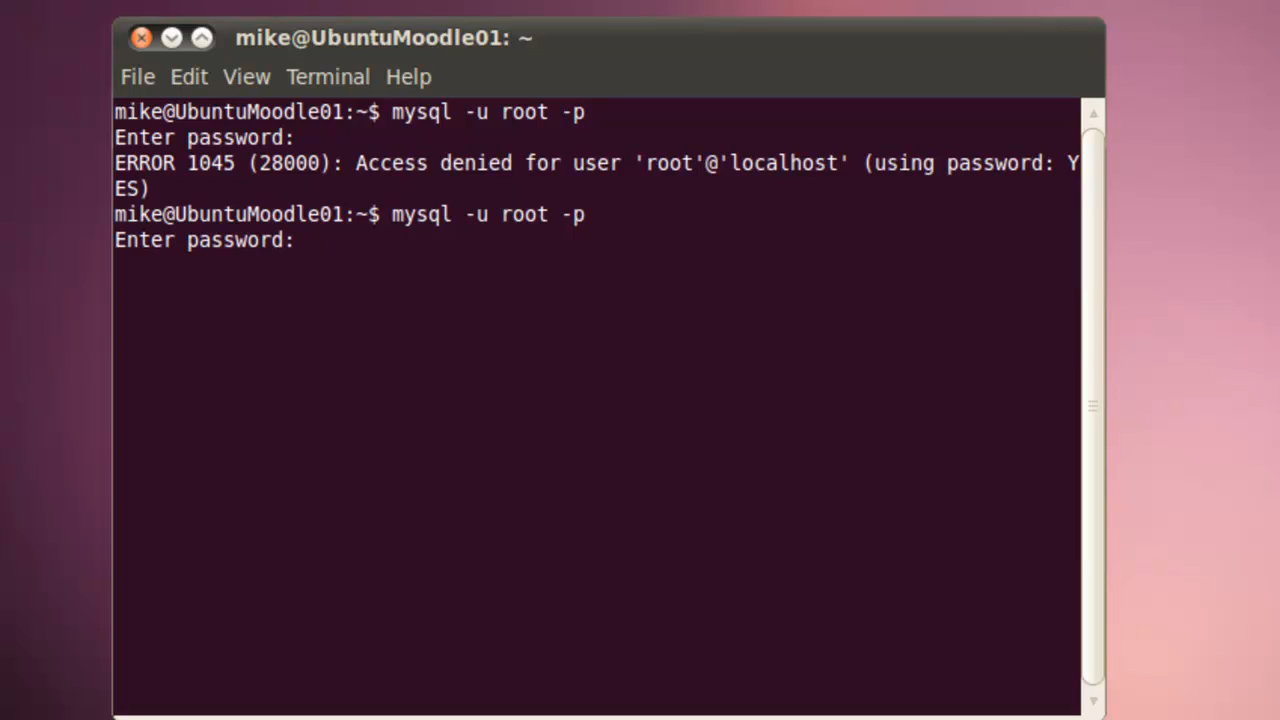 mike@UbuntuMoodle01: ~
File Edit View Terminal Help
mike@UbuntuMoodle01:~$ mysql -u root -p
Enter password:
ERROR 1045 (28000): Access denied for user 'root'@'localhost' (using password: Y
ES)
mike@UbuntuMoodle01:~$ mysql -u root -p
Enter password: